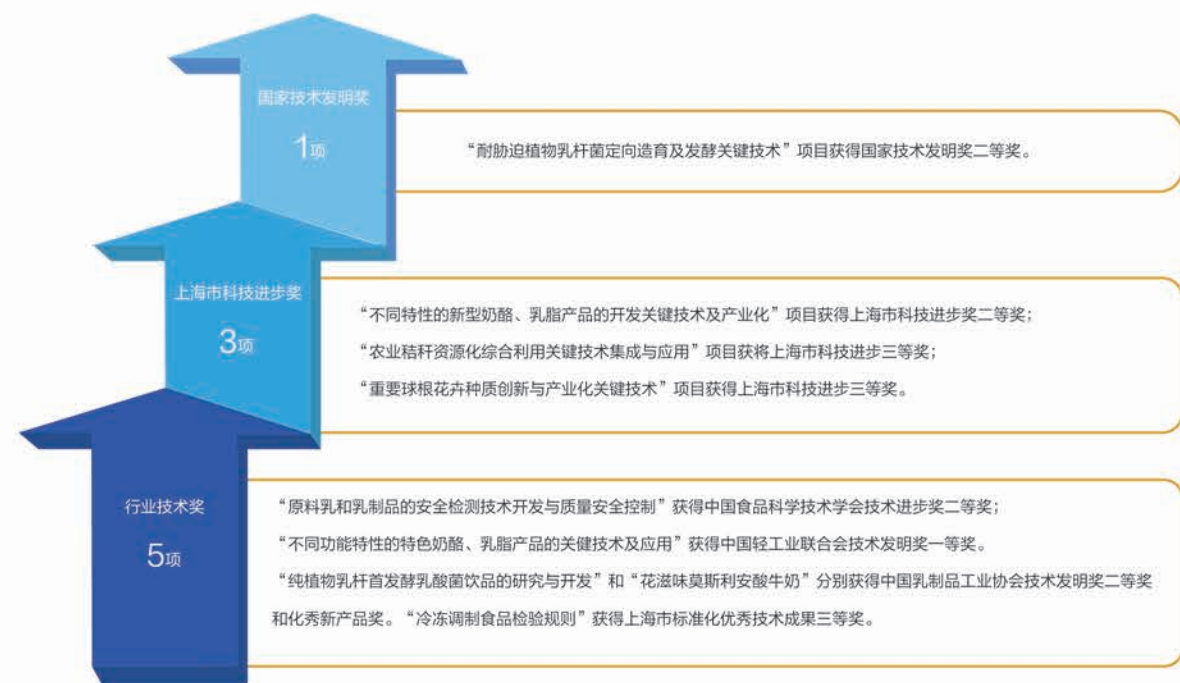 国家技术发明奖
1项
“耐胁迫植物乳杆菌定向造育及发酵关键技术”项目获得国家技术发明奖二等奖。
上海市科技进步奖
3项
“不同特性的新型奶酪、乳脂产品的开发关键技术及产业化”项目获得上海市科技进步奖二等奖；
“农业秸秆资源化综合利用关键技术集成与应用”项目获将上海市科技进步三等奖；
“重要球根花卉种质创新与产业化关键技术”项目获得上海市科技进步三等奖。
行业技术奖
5项
“原料乳和乳制品的安全检测技术开发与质量安全控制”获得中国食品科学技术学会技术进步奖二等奖；
“不同功能特性的特色奶酪、乳脂产品的关键技术及应用”获得中国轻工业联合会技术发明奖一等奖。
“纯植物乳杆首发酵乳酸菌饮品的研究与开发”和“花滋味莫斯利安酸牛奶”分别获得中国乳制品工业协会技术发明奖二等奖
和化秀新产品奖。“冷冻调制食品检验规则”获得上海市标准化优秀技术成果三等奖。